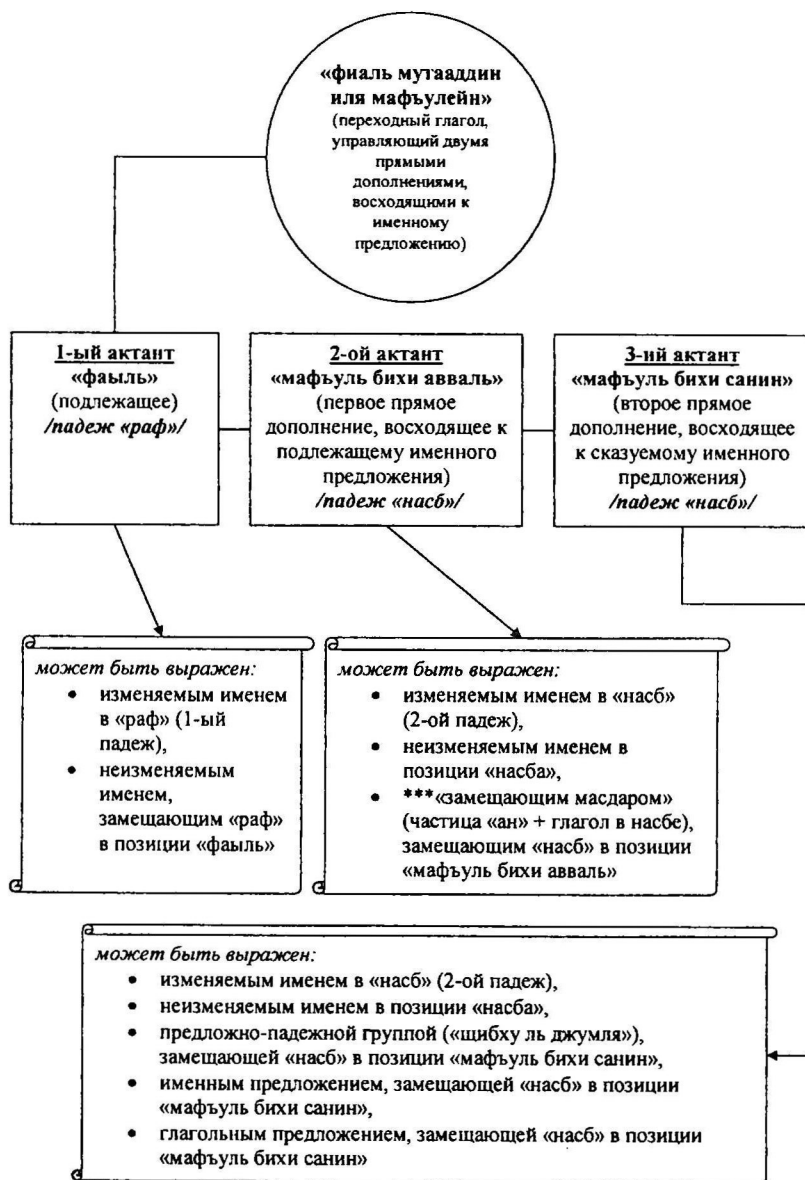 «фиаль мутааддин
иля мафъулейн»
(переходный глагол,
управляющий двумя
прямыми
дополнениями,
восходящими к
именному
предложению)
1-ый актант
«фаыль»
(подлежащее)
/падеж «раф»/
2-ой актант
«мафъуль бихи авваль»
(первое прямое
дополнение, восходящее к
подлежащему именного
предложения)
/падеж «насб»/
3-ий актант
«мафъуль бихи санин»
(второе прямое
дополнение, восходящее
к сказуемому именного
предложения)
/падеж «насб»/
может быть выражен:
• изменяемым именем
в «раф» (1-ый
падеж),
• неизменяемым
именем,
замещающим «раф»
в позиции «фаыль»
может быть выражен:
• изменяемым именем в «насб»
(2-ой падеж),
• неизменяемым именем в
позиции «насба»,
• ***«замещающим масдаром»
(частица «ан» + глагол в насбе),
замещающим «насб» в позиции
«мафъуль бихи авваль»
может быть выражен:
• изменяемым именем в «насб» (2-ой падеж),
• неизменяемым именем в позиции «насба»,
• предложно-падежной группой («щибху ль джумля»),
замещающей «насб» в позиции «мафъуль бихи санин»,
• именным предложением, замещающей «насб» в позиции
«мафъуль бихи санин»,
• глагольным предложением, замещающей «насб» в позиции
«мафъуль бихи санин»